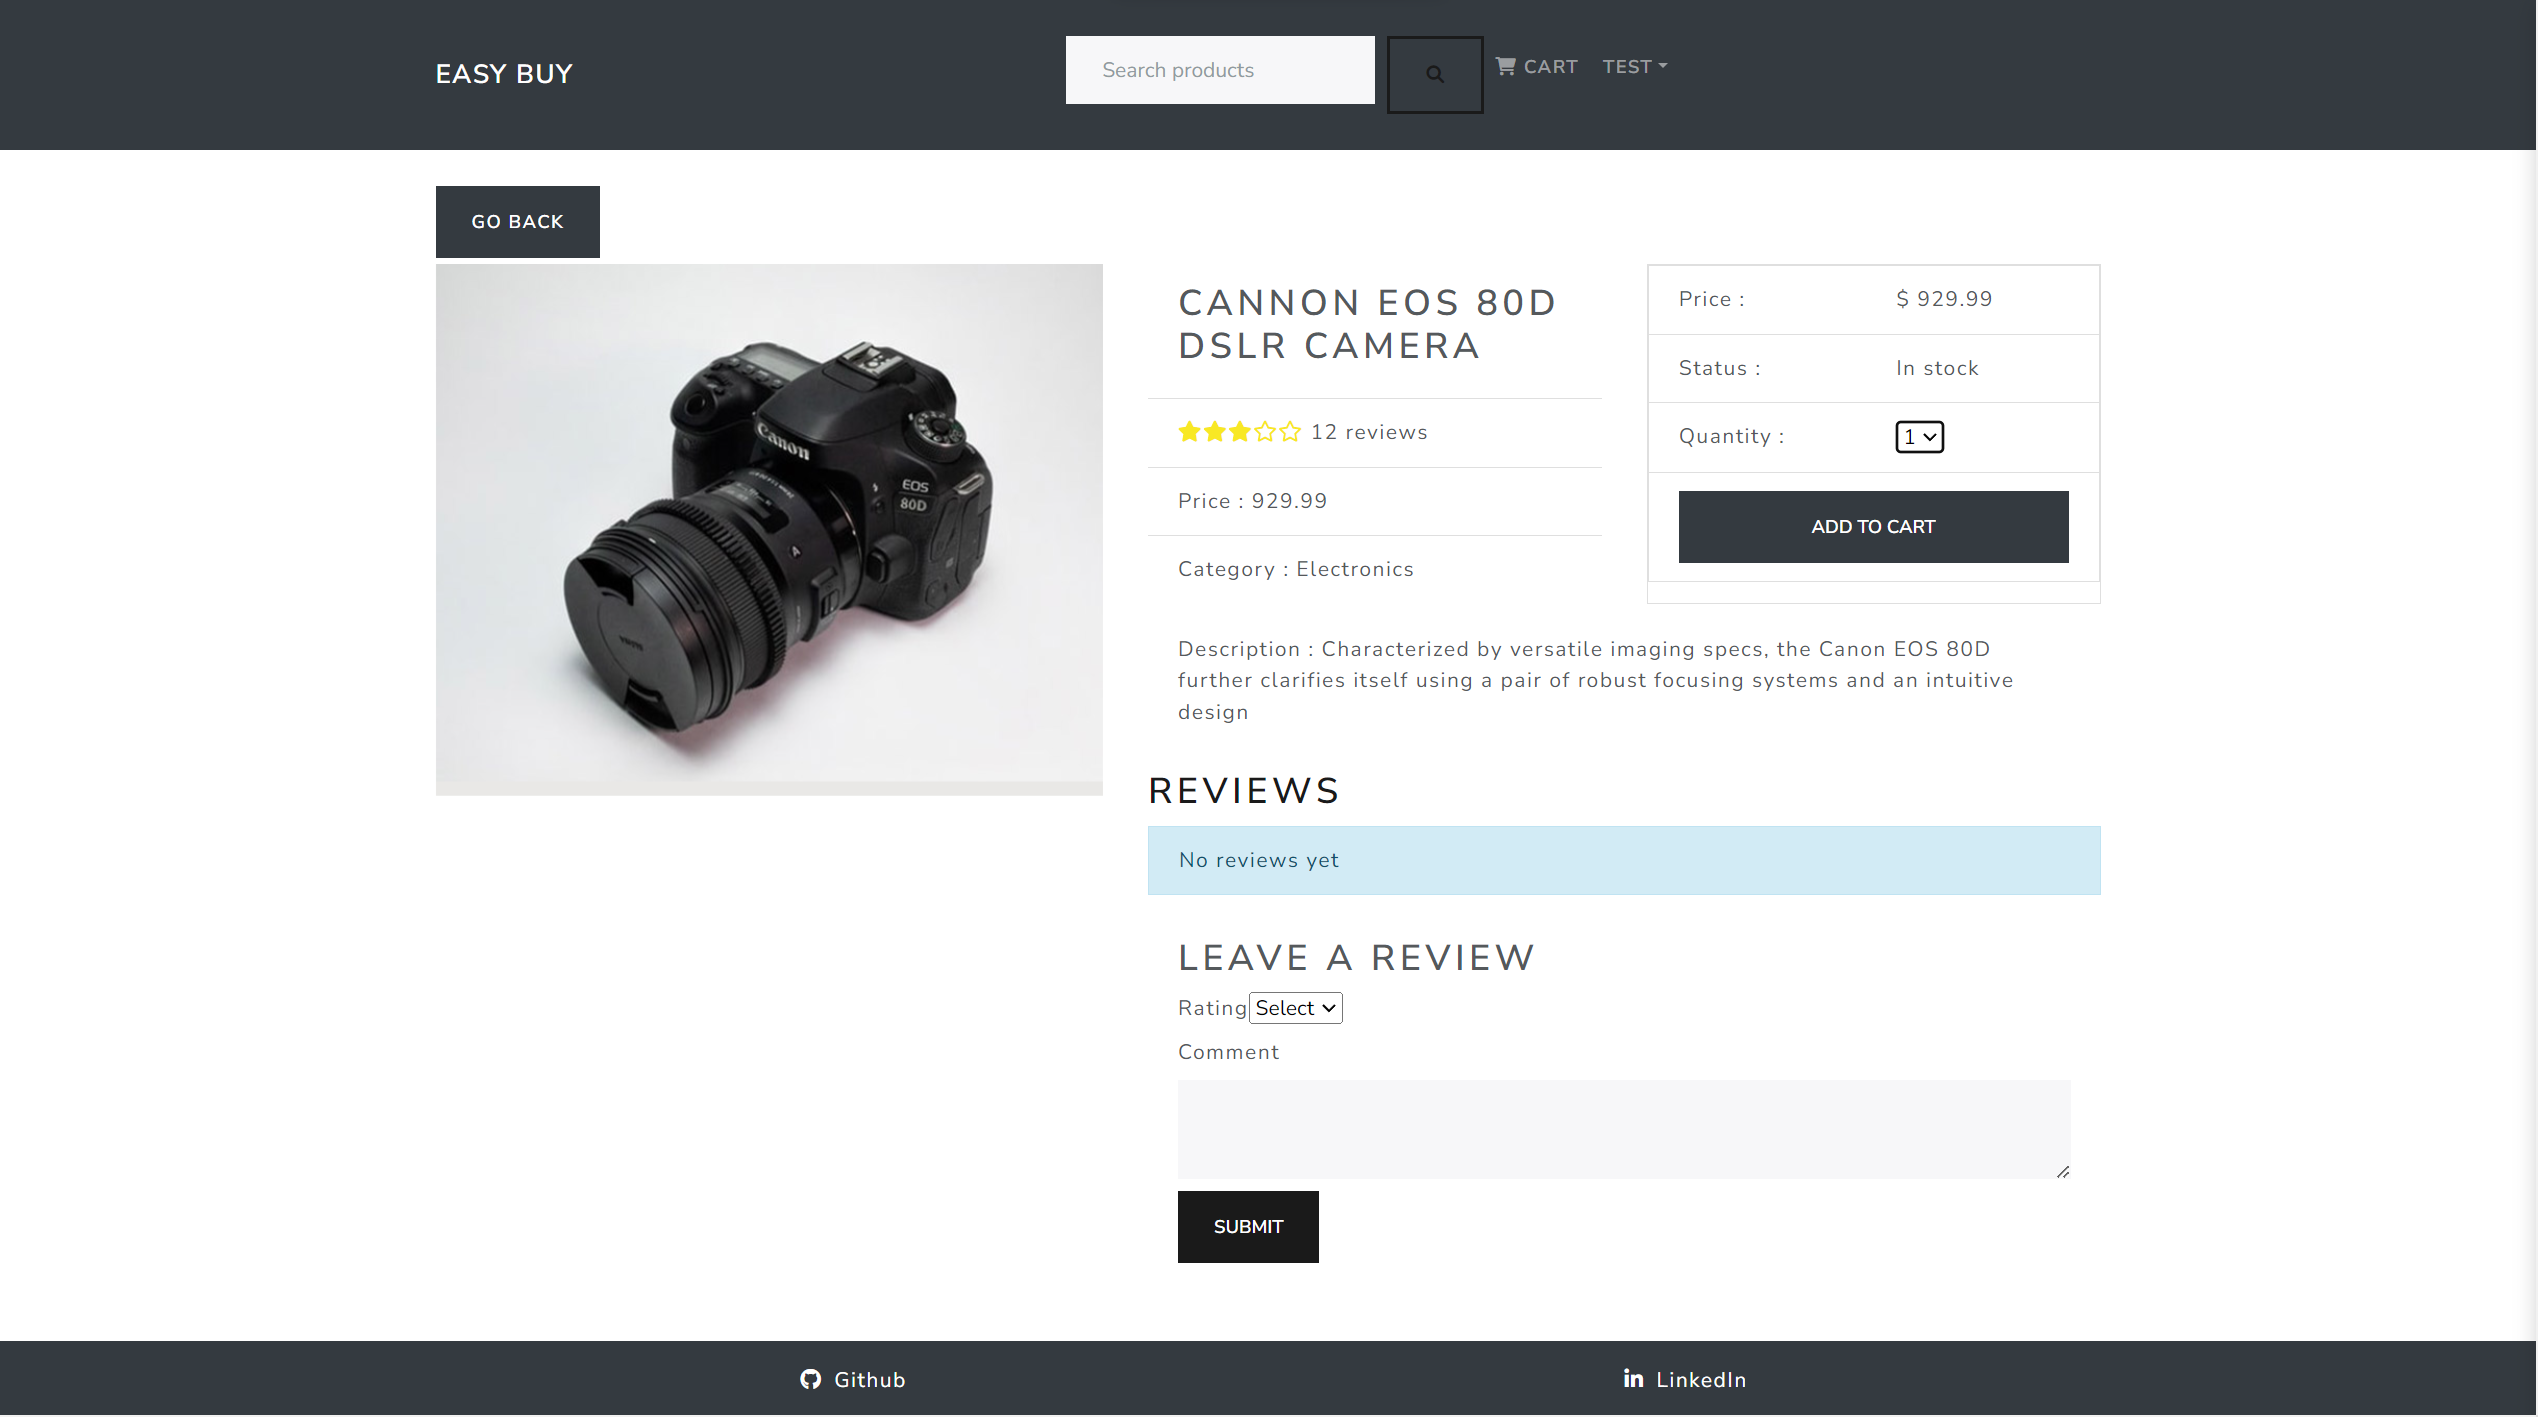 EASY BUY
Search products
CART
TEST
GO BACK
Canon
EOS
80D
A
CANNON EOS 80D
DSLR CAMERA
12 reviews
Price : 929.99
Category : Electronics
Price : $ 929.99
Status : In stock
Quantity : 1
ADD TO CART
Description : Characterized by versatile imaging specs, the Canon EOS 80D
further clarifies itself using a pair of robust focusing systems and an intuitive
design
REVIEWS
No reviews yet
LEAVE A REVIEW
Rating Select
Comment
SUBMIT
Github
LinkedIn